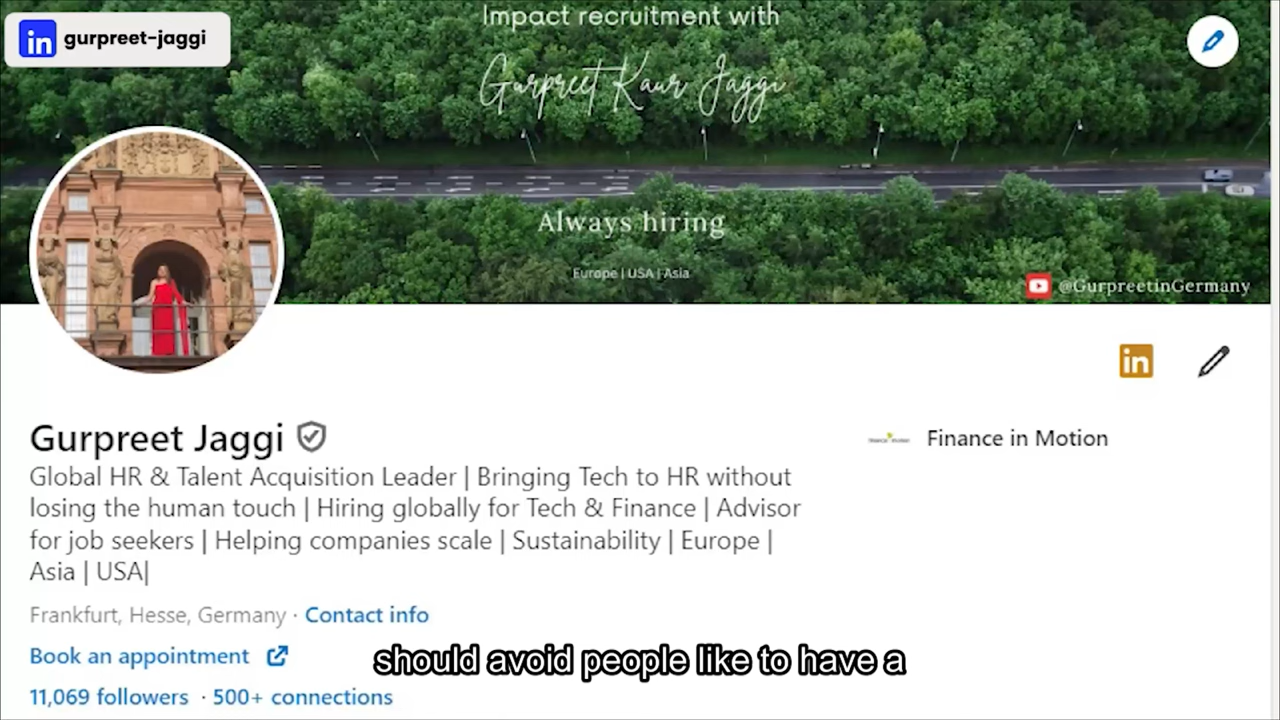 in gurpreet-jaggi
Impact recruitment with
Gurpreet Kaur Jaggi
Always hiring
Europe | USA | Asia
@GurpreetinGermany
in
Gurpreet Jaggi
Finance in Motion
Global HR & Talent Acquisition Leader | Bringing Tech to HR without
losing the human touch | Hiring globally for Tech & Finance | Advisor
for job seekers | Helping companies scale | Sustainability | Europe |
Asia | USA|
Frankfurt, Hesse, Germany · Contact info
Book an appointment
should avoid people like to have a
11,069 followers · 500+ connections